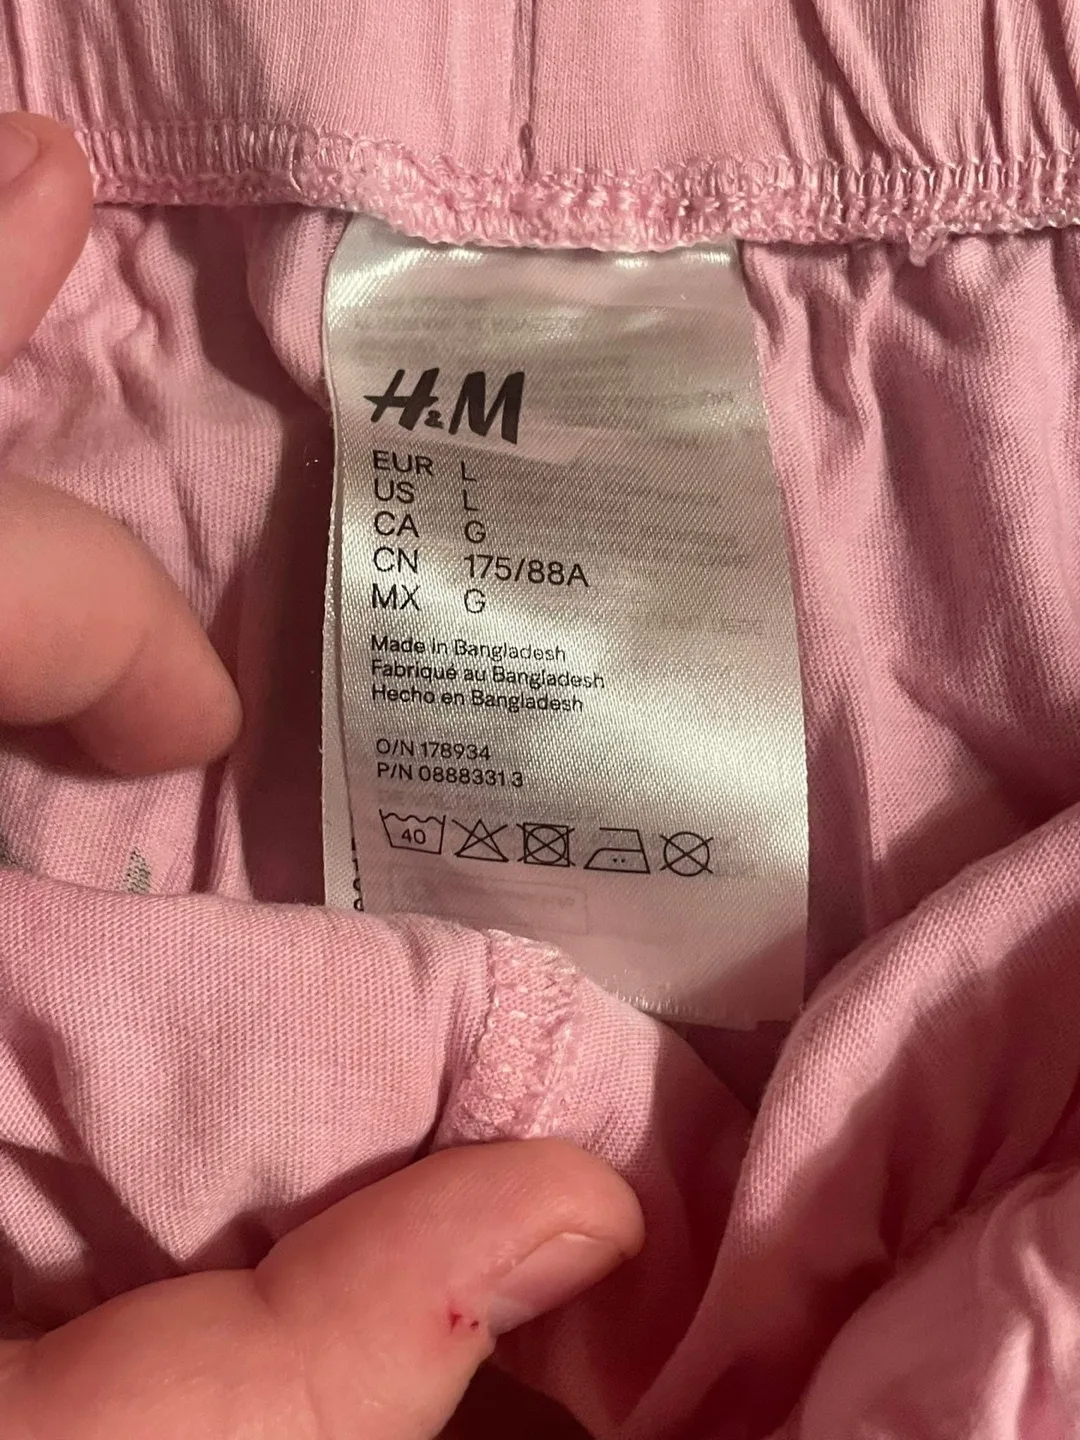 H&M
EUR L
US L
CA G
CN 175/88A
MX G
Made in Bangladesh
Fabriqué au Bangladesh
Hecho en Bangladesh
O/N 178934
P/N 0888331 3
40